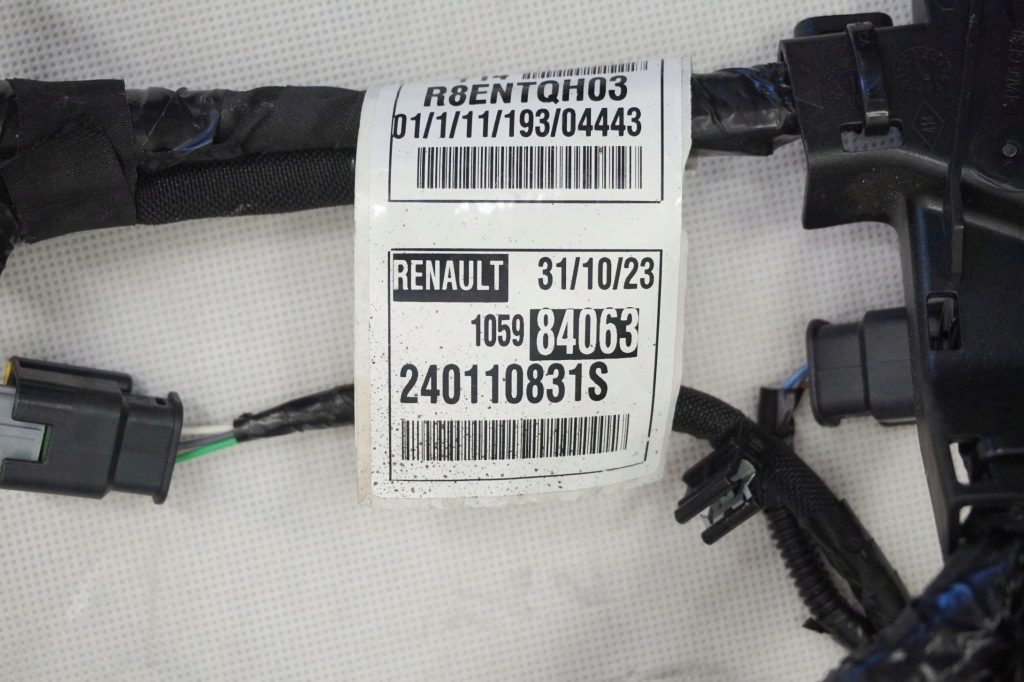 R8ENTQH03
01/1/11/193/04443
RENAULT 31/10/23
1059 84063
240110831S